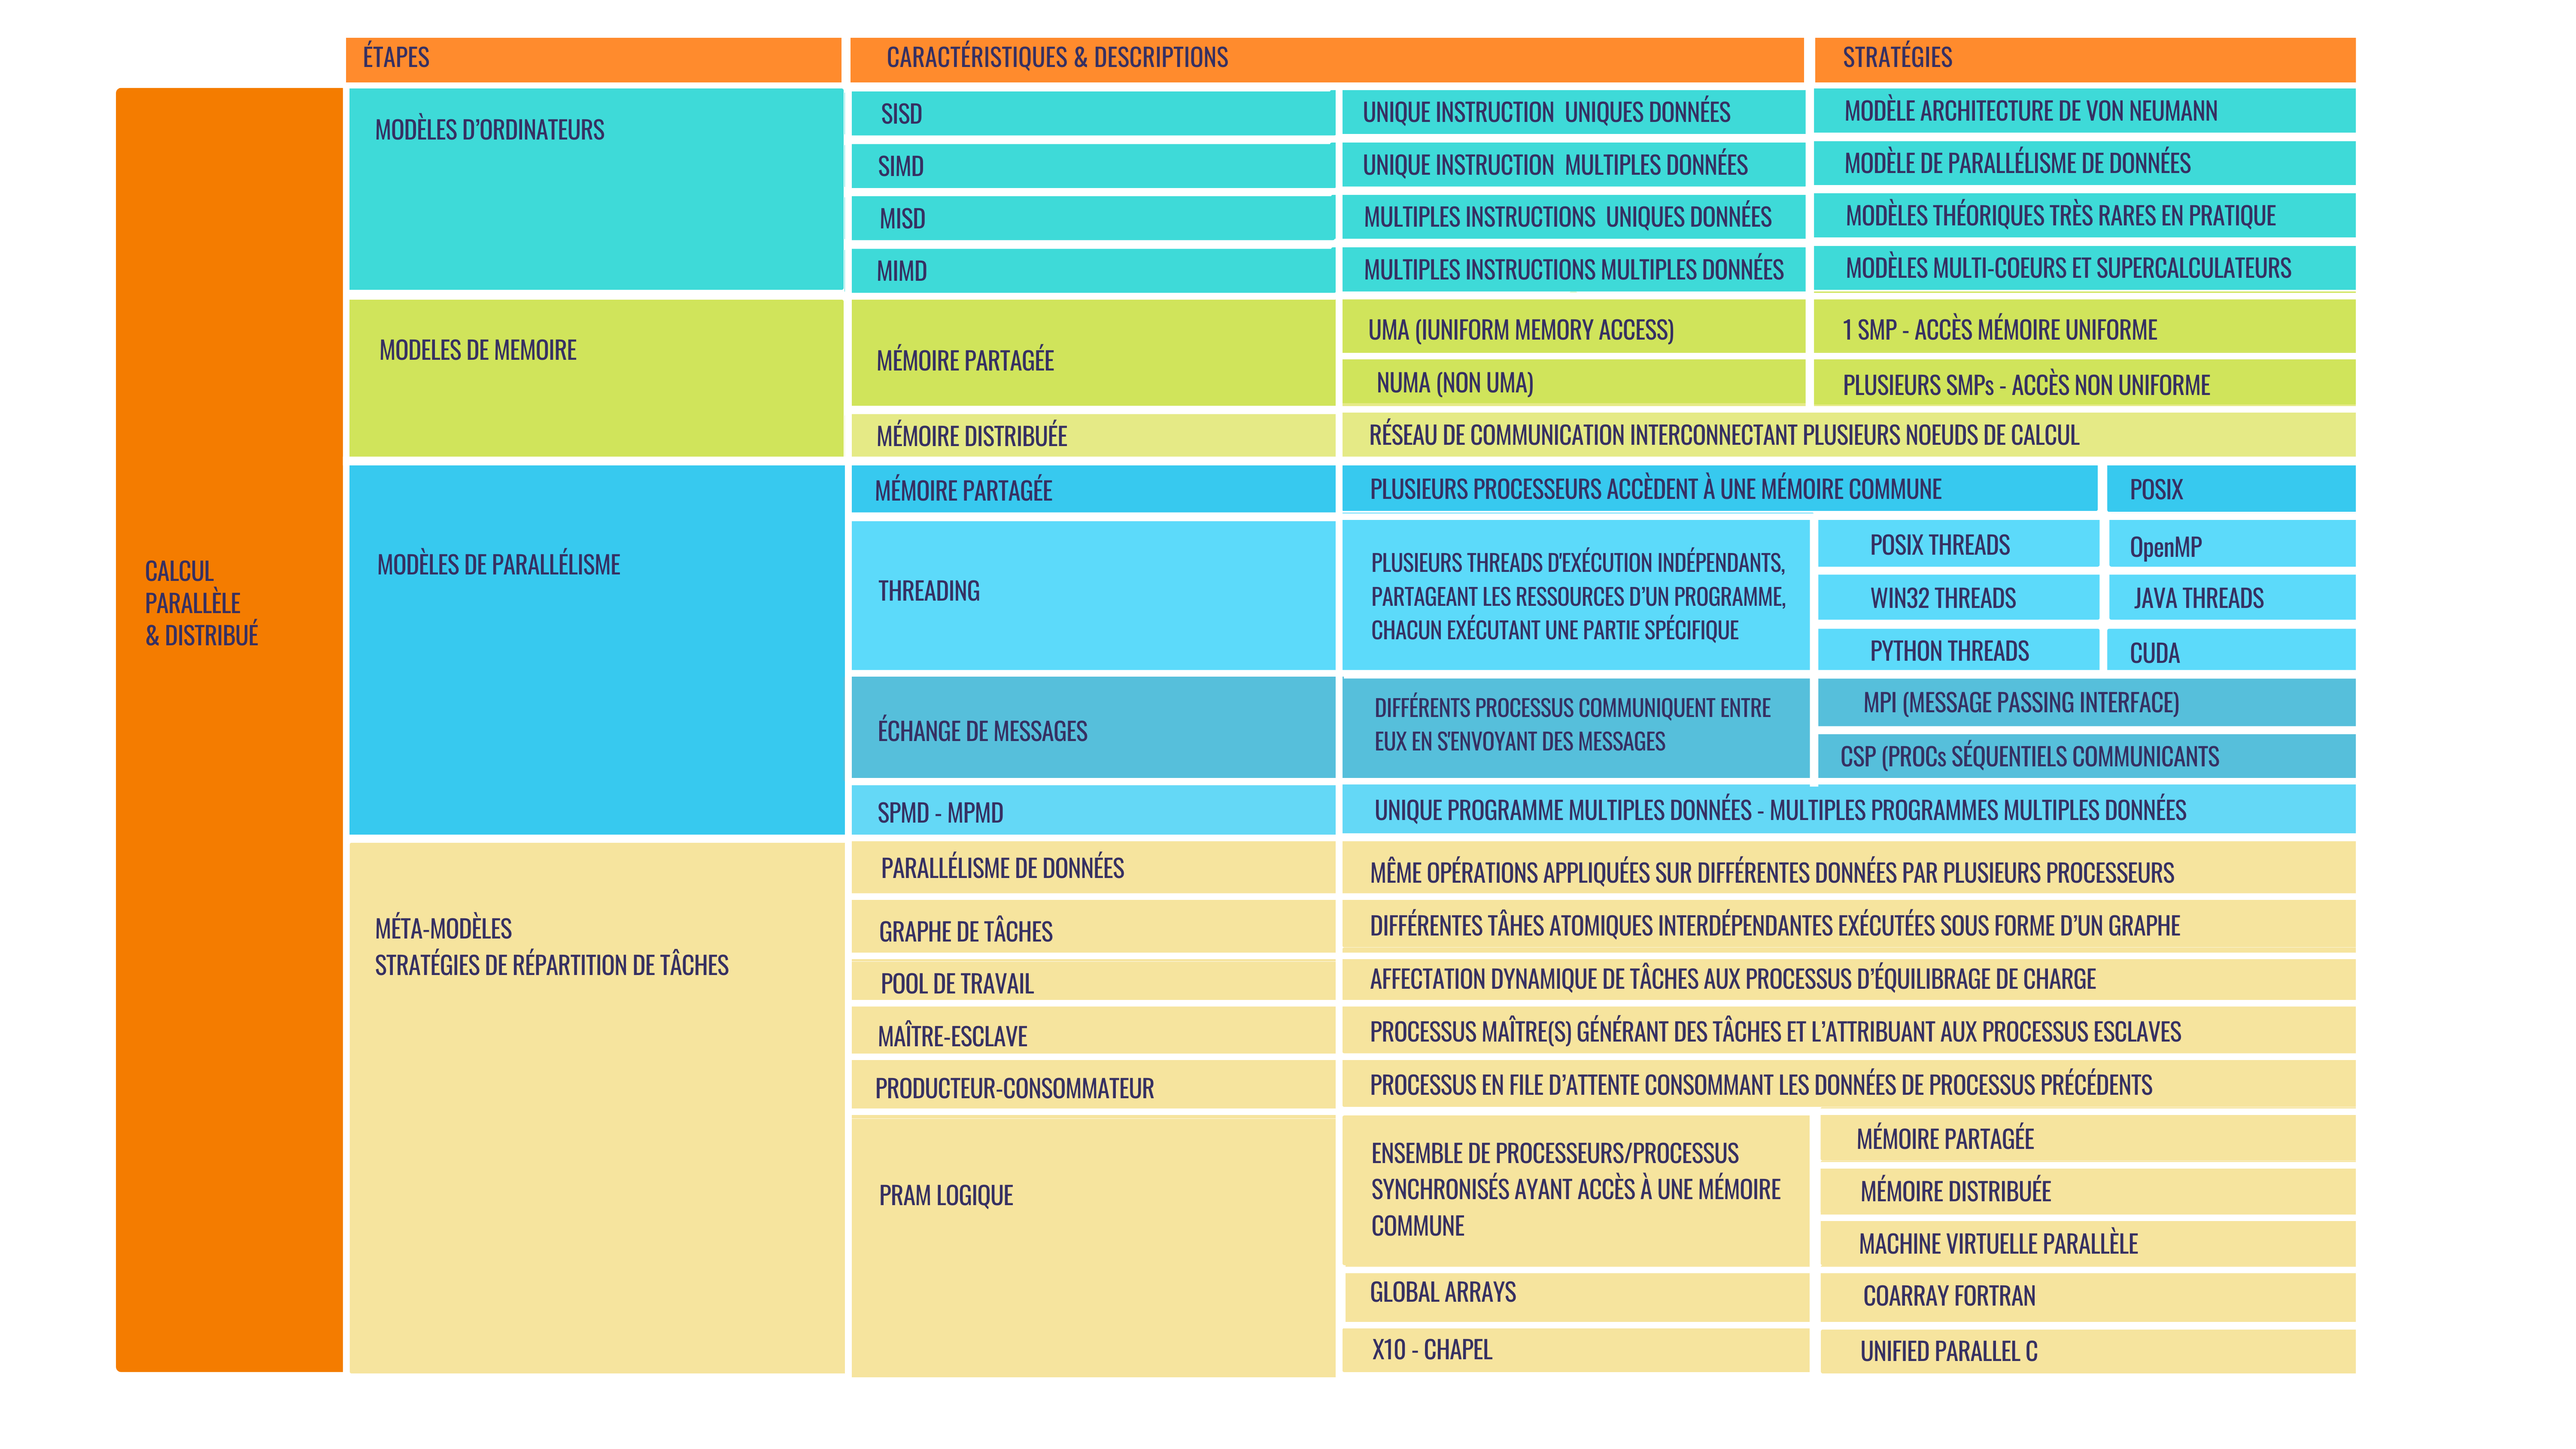 ÉTAPES
CARACTÉRISTIQUES & DESCRIPTIONS
STRATÉGIES
CALCUL
PARALLÈLE
& DISTRIBUÉ
MODÈLES D’ORDINATEURS
SISD
UNIQUE INSTRUCTION UNIQUES DONNÉES
MODÈLE ARCHITECTURE DE VON NEUMANN
SIMD
UNIQUE INSTRUCTION MULTIPLES DONNÉES
MODÈLE DE PARALLÉLISME DE DONNÉES
MISD
MULTIPLES INSTRUCTIONS UNIQUES DONNÉES
MODÈLES THÉORIQUES TRÈS RARES EN PRATIQUE
MIMD
MULTIPLES INSTRUCTIONS MULTIPLES DONNÉES
MODÈLES MULTI-COEURS ET SUPERCALCULATEURS
MODELES DE MEMOIRE
MÉMOIRE PARTAGÉE
UMA (IUNIFORM MEMORY ACCESS)
1 SMP - ACCÈS MÉMOIRE UNIFORME
NUMA (NON UMA)
PLUSIEURS SMPs - ACCÈS NON UNIFORME
MÉMOIRE DISTRIBUÉE
RÉSEAU DE COMMUNICATION INTERCONNECTANT PLUSIEURS NOEUDS DE CALCUL
MODÈLES DE PARALLÉLISME
MÉMOIRE PARTAGÉE
PLUSIEURS PROCESSEURS ACCÈDENT À UNE MÉMOIRE COMMUNE
POSIX
THREADING
PLUSIEURS THREADS D'EXÉCUTION INDÉPENDANTS,
PARTAGEANT LES RESSOURCES D’UN PROGRAMME,
CHACUN EXÉCUTANT UNE PARTIE SPÉCIFIQUE
POSIX THREADS
OpenMP
WIN32 THREADS
JAVA THREADS
PYTHON THREADS
CUDA
ÉCHANGE DE MESSAGES
DIFFÉRENTS PROCESSUS COMMUNIQUENT ENTRE
EUX EN S'ENVOYANT DES MESSAGES
MPI (MESSAGE PASSING INTERFACE)
CSP (PROCs SÉQUENTIELS COMMUNICANTS
SPMD - MPMD
UNIQUE PROGRAMME MULTIPLES DONNÉES - MULTIPLES PROGRAMMES MULTIPLES DONNÉES
MÉTA-MODÈLES
STRATÉGIES DE RÉPARTITION DE TÂCHES
PARALLÉLISME DE DONNÉES
MÊME OPÉRATIONS APPLIQUÉES SUR DIFFÉRENTES DONNÉES PAR PLUSIEURS PROCESSEURS
GRAPHE DE TÂCHES
DIFFÉRENTES TÂHES ATOMIQUES INTERDÉPENDANTES EXÉCUTÉES SOUS FORME D’UN GRAPHE
POOL DE TRAVAIL
AFFECTATION DYNAMIQUE DE TÂCHES AUX PROCESSUS D’ÉQUILIBRAGE DE CHARGE
MAÎTRE-ESCLAVE
PROCESSUS MAÎTRE(S) GÉNÉRANT DES TÂCHES ET L’ATTRIBUANT AUX PROCESSUS ESCLAVES
PRODUCTEUR-CONSOMMATEUR
PROCESSUS EN FILE D’ATTENTE CONSOMMANT LES DONNÉES DE PROCESSUS PRÉCÉDENTS
PRAM LOGIQUE
ENSEMBLE DE PROCESSEURS/PROCESSUS
SYNCHRONISÉS AYANT ACCÈS À UNE MÉMOIRE
COMMUNE
MÉMOIRE PARTAGÉE
MÉMOIRE DISTRIBUÉE
MACHINE VIRTUELLE PARALLÈLE
GLOBAL ARRAYS
COARRAY FORTRAN
X10 - CHAPEL
UNIFIED PARALLEL C